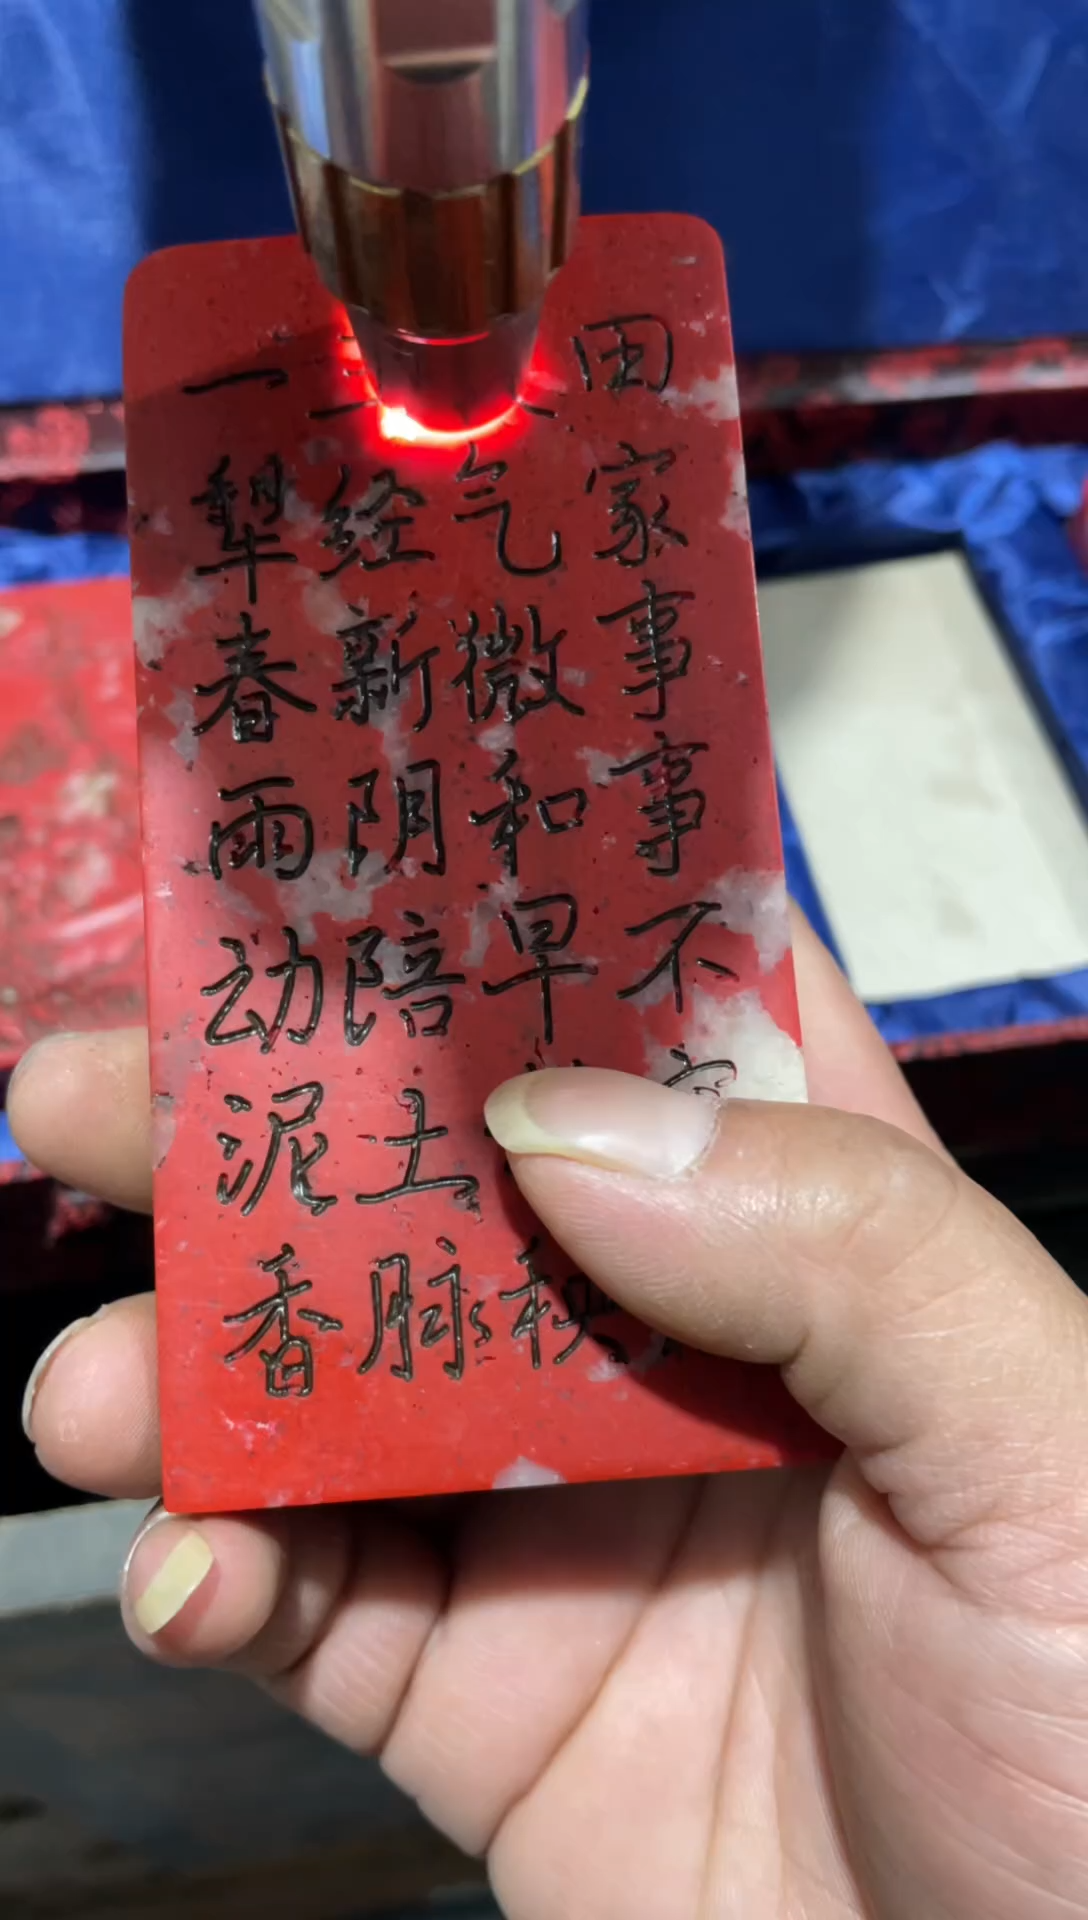 田家事事不
气微和早秧
经新阴陪土脉
一犁春雨动泥香